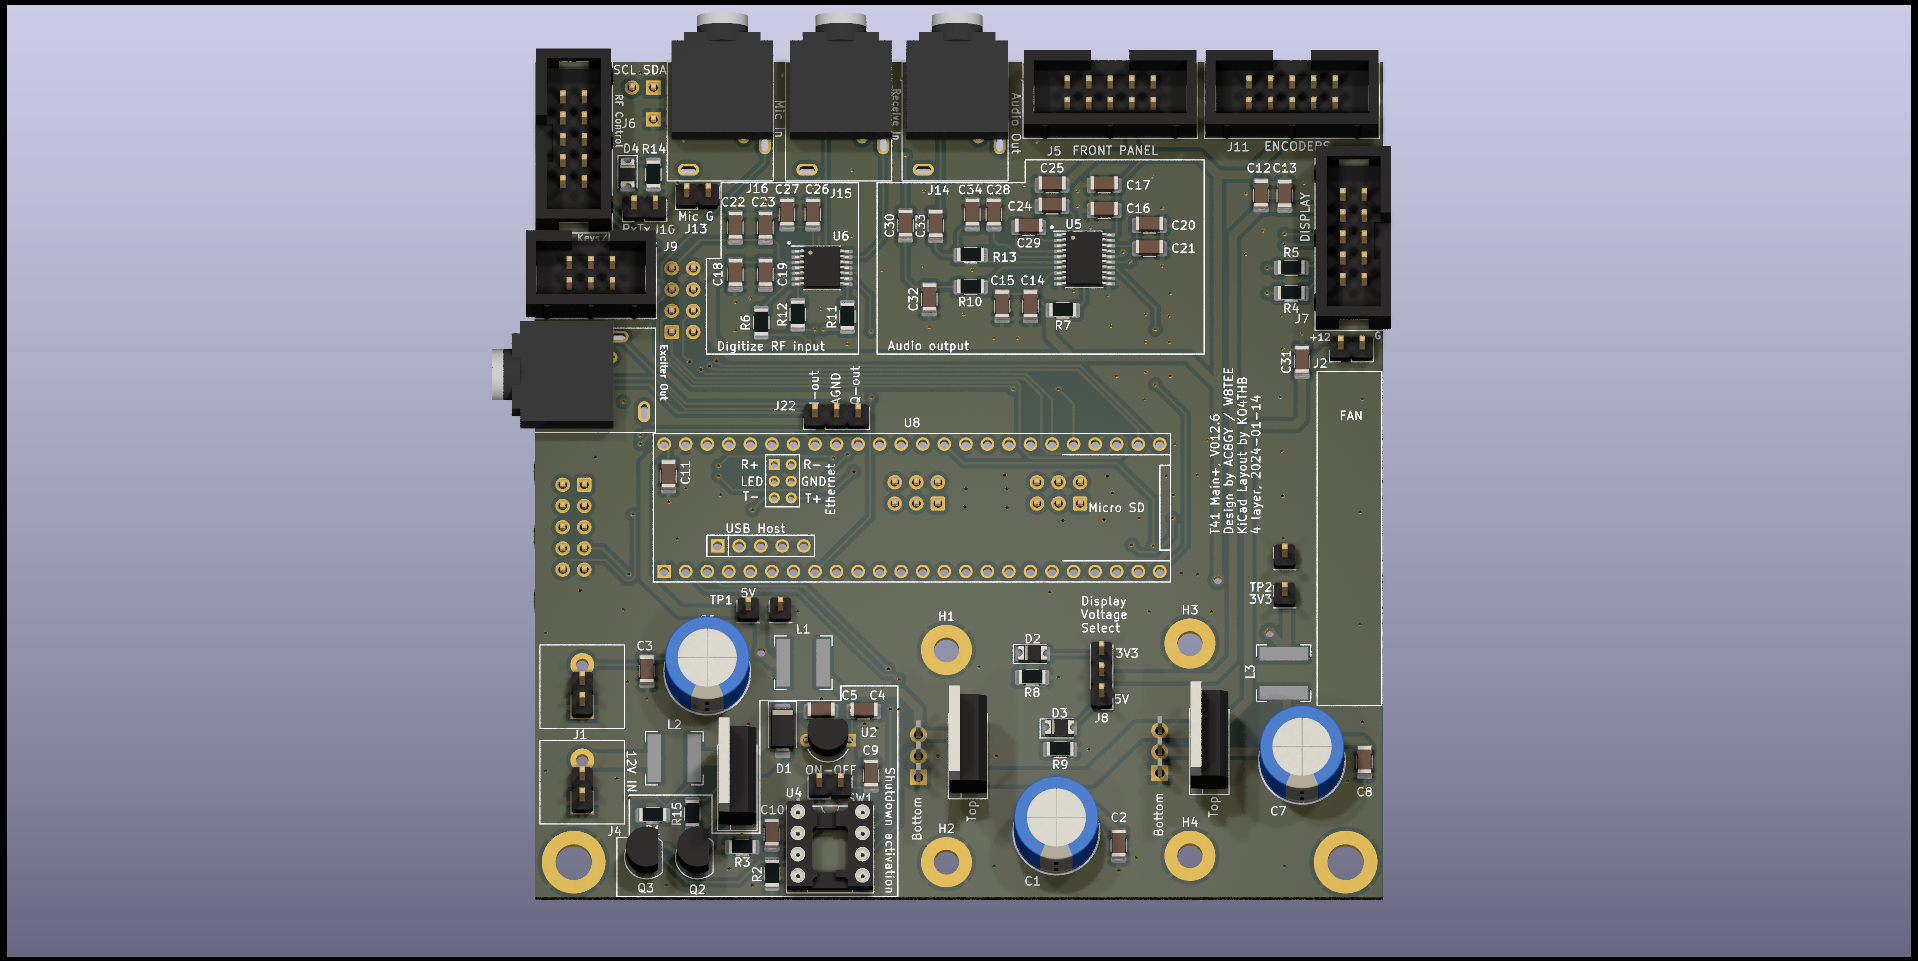 SCL SDA
RF Control
J6
D4 R14
Mic In
Receive In
Audio Out
J5 FRONT PANEL
J11 ENCODERS
J16
C27 C26
J15
J14
C34 C28
C25
C17
C24
C16
C12 C13
DISPLAY
Mic G
J13
RxTx J10
Keys/
J9
C22 C23
U6
C30
C33
C29
U5
C20
C21
R13
R5
C18
C19
C32
R10
C15 C14
R4
R6
R12
R11
R7
J7
Digitize RF input
Audio output
+12
G
C31
J2
Exciter Out
-out
AGND
Q-out
J22
U8
FAN
T41 Main+, V012.6
Design by AC8GY / W8TEE
KiCad Layout by KO4THB
4 layer, 2024-01-14
C11
R+
R-
LED
GND
T-
T+
Ethernet
Micro SD
USB Host
5V
TP1
TP2
3V3
Display
Voltage
Select
H1
H3
L1
C3
D2
3V3
R8
5V
J8
L3
J1
L2
C5 C4
U2
D1
C9
D3
R9
12V IN
ON-OFF
SW1
U4
C10
Shutdown activation
Bottom
Top
Bottom
Top
C7
C8
J4
R15
R3
R2
H2
C2
H4
Q3
Q2
C1